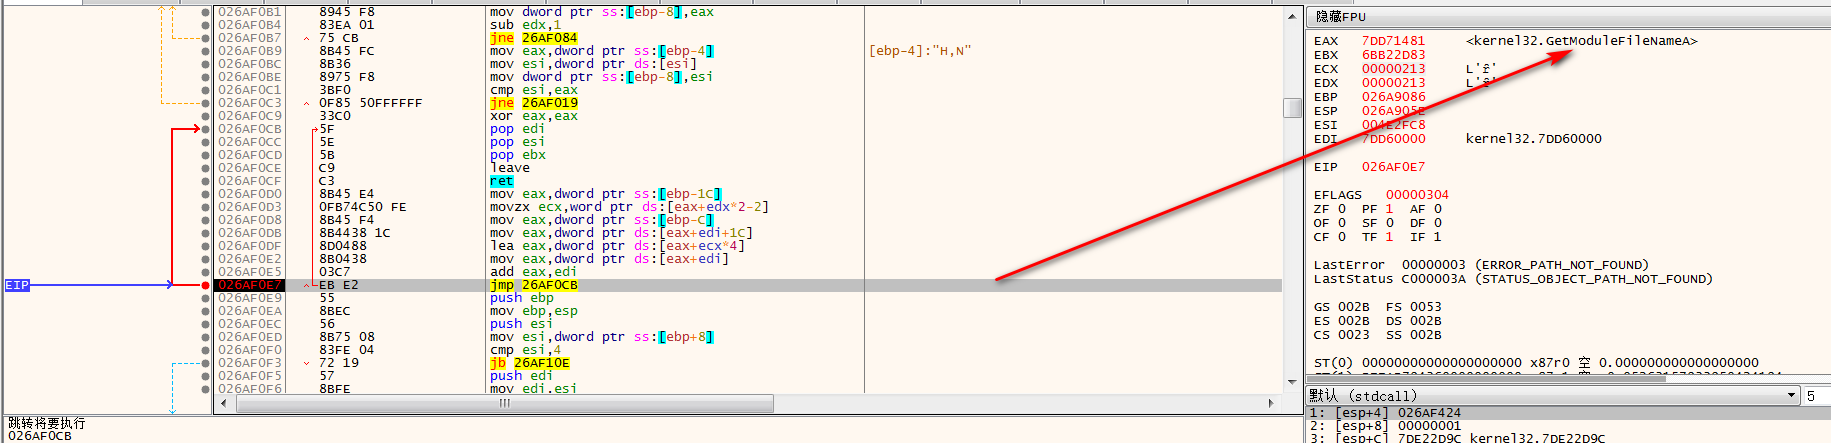 026AF0B1 8945 F8 mov dword ptr ss:[ebp-8],eax
026AF0B4 83EA 01 sub edx,1
026AF0B7 75 CB jne 26AF084
026AF0B9 8B45 FC mov eax,dword ptr ss:[ebp-4] [ebp-4]:"H,N"
026AF0BC 8B36 mov esi,dword ptr ds:[esi]
026AF0BE 8975 F8 mov dword ptr ss:[ebp-8],esi
026AF0C1 3BF0 cmp esi,eax
026AF0C3 0F85 50FFFFFF jne 26AF019
026AF0C9 33C0 xor eax,eax
026AF0CB 5F pop edi
026AF0CC 5E pop esi
026AF0CD 5B pop ebx
026AF0CE C9 leave
026AF0CF C3 ret
026AF0D0 8B45 E4 mov eax,dword ptr ss:[ebp-1C]
026AF0D3 0FB74C50 FE movzx ecx,word ptr ds:[eax+edx*2-2]
026AF0D8 8B45 F4 mov eax,dword ptr ss:[ebp-C]
026AF0DB 8B4438 1C mov eax,dword ptr ds:[eax+edi+1C]
026AF0DF 8D0488 lea eax,dword ptr ds:[eax+ecx*4]
026AF0E2 8B0438 mov eax,dword ptr ds:[eax+edi]
026AF0E5 03C7 add eax,edi
EIP 026AF0E7 EB E2 jmp 26AF0CB
026AF0E9 55 push ebp
026AF0EA 8BEC mov ebp,esp
026AF0EC 56 push esi
026AF0ED 8B75 08 mov esi,dword ptr ss:[ebp+8]
026AF0F0 83FE 04 cmp esi,4
026AF0F3 72 19 jb 26AF10E
026AF0F5 57 push edi
026AF0F6 8BFE mov edi,esi
跳转将要执行
026AF0CB
隐藏FPU
EAX 7DD71481 <kernel32.GetModuleFileNameA>
EBX 6BB22D83
ECX 00000213
EDX 00000213
EBP 026A9086
ESP 026A905E
ESI 004E2FC8
EDI 7DD60000 kernel32.7DD60000
EIP 026AF0E7
EFLAGS 00000304
ZF 0 PF 1 AF 0
OF 0 SF 0 DF 0
CF 0 TF 1 IF 1
LastError 00000003 (ERROR_PATH_NOT_FOUND)
LastStatus C000003A (STATUS_OBJECT_PATH_NOT_FOUND)
GS 002B FS 0053
ES 002B DS 002B
CS 0023 SS 002B
ST(0) 00000000000000000000 x87r0 空 0.000000000000000000
默认 (stdcall) 5
1: [esp+4] 026AF424
2: [esp+8] 00000001
3: [esp+C] 7DE22D9C kernel32.7DE22D9C